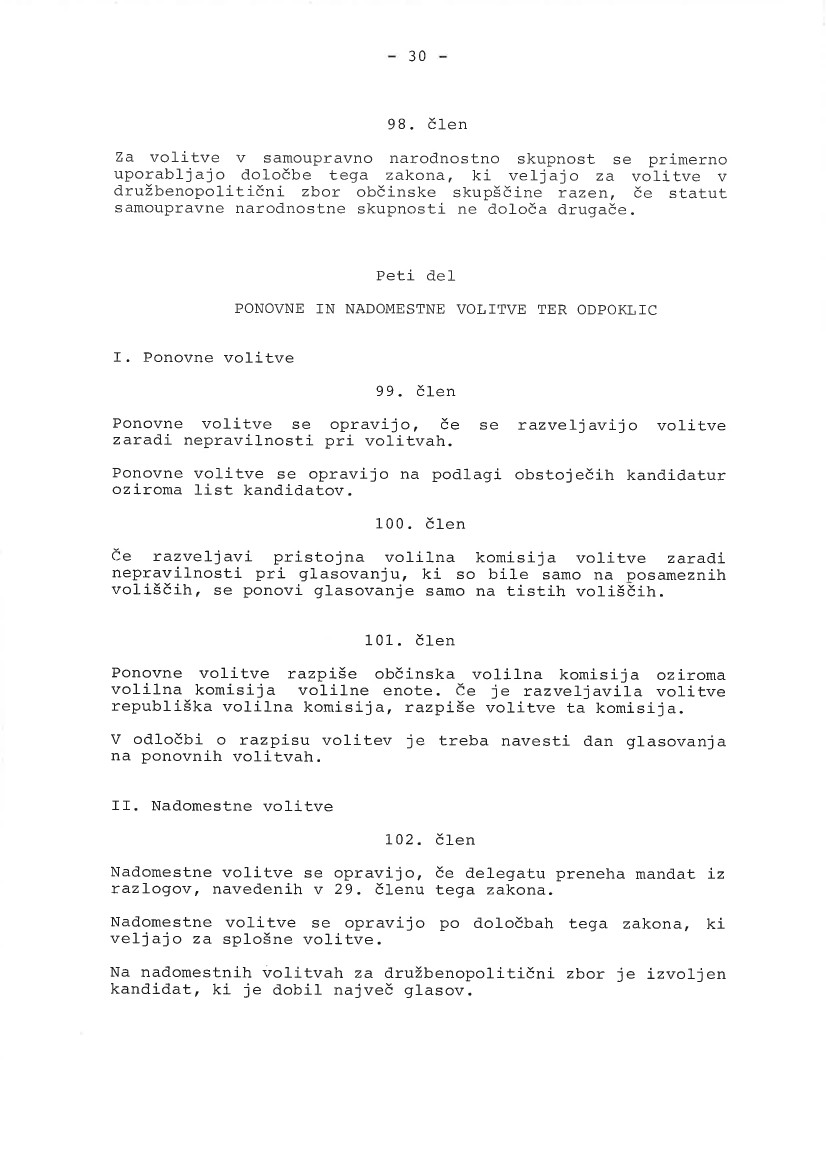 - 30 -
98. člen
Za volitve v samoupravno narodnostno skupnost se primerno
uporabljajo določbe tega zakona, ki veljajo za volitve v
družbenopolitični zbor občinske skupščine razen, če statut
samoupravne narodnostne skupnosti ne določa drugače.
Peti del
PONOVNE IN NADOMESTNE VOLITVE TER ODPOKLIC
I. Ponovne volitve
99. člen
Ponovne volitve se opravijo, če se razveljavijo volitve
zaradi nepravilnosti pri volitvah.
Ponovne volitve se opravijo na podlagi obstoječih kandidatur
oziroma list kandidatov.
100. člen
Če razveljavi pristojna volilna komisija volitve zaradi
nepravilnosti pri glasovanju, ki so bile samo na posameznih
voliščih, se ponovi glasovanje samo na tistih voliščih.
101. člen
Ponovne volitve razpiše občinska volilna komisija oziroma
volilna komisija volilne enote. Če je razveljavila volitve
republiška volilna komisija, razpiše volitve ta komisija.
V odločbi o razpisu volitev je treba navesti dan glasovanja
na ponovnih volitvah.
II. Nadomestne volitve
102. člen
Nadomestne volitve se opravijo, če delegatu preneha mandat iz
razlogov, navedenih v 29. členu tega zakona.
Nadomestne volitve se opravijo po določbah tega zakona, ki
veljajo za splošne volitve.
Na nadomestnih volitvah za družbenopolitični zbor je izvoljen
kandidat, ki je dobil največ glasov.